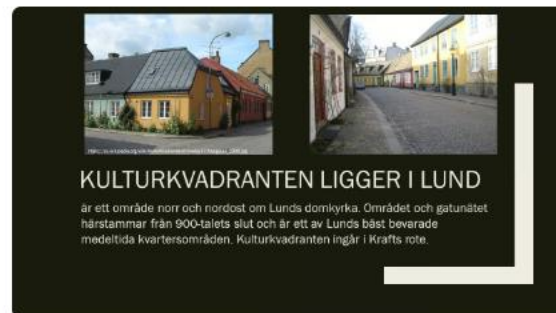 KULTURKVADRANTEN LIGGER I LUND
är ett område norr och nordost om Lunds domkyrka. Området och gatunätet
härstammar från 900-talets slut och är ett av Lunds bäst bevarade
medeltida kvartersområden. Kulturkvadranten ingår i Krafts rote.